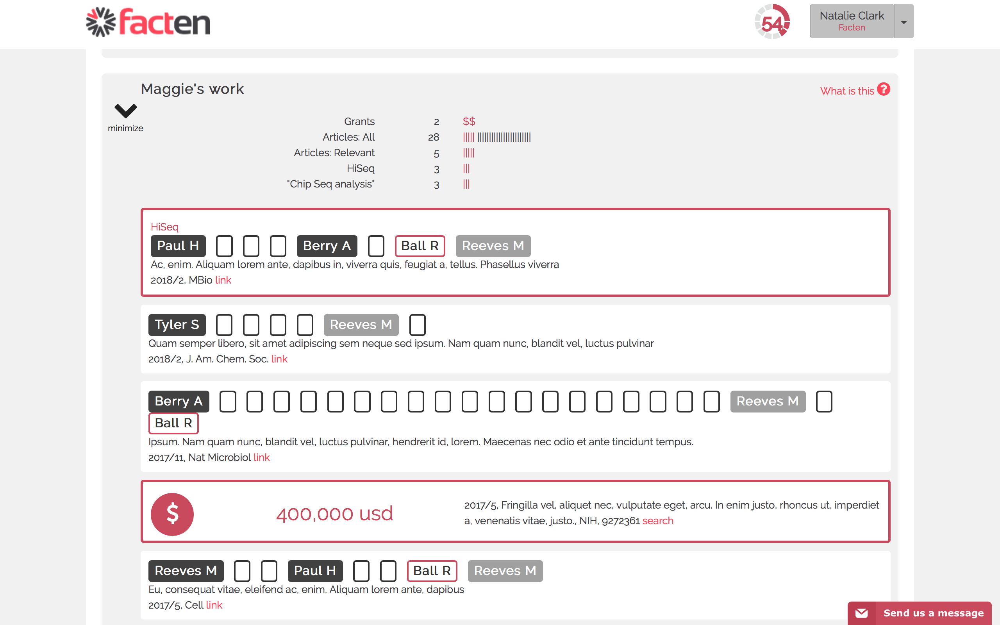 facten
54
Natalie Clark
Facten
Maggie's work
What is this ?
minimize
Grants 2 $$
Articles: All 28
Articles: Relevant 5
HiSeq 3
"Chip Seq analysis" 3
HiSeq
Paul H Berry A Ball R Reeves M
Ac, enim. Aliquam lorem ante, dapibus in, viverra quis, feugiat a, tellus. Phasellus viverra
2018/2, MBio link
Tyler S Reeves M
Quam semper libero, sit amet adipiscing sem neque sed ipsum. Nam quam nunc, blandit vel, luctus pulvinar
2018/2, J. Am. Chem. Soc. link
Berry A Reeves M
Ball R
Ipsum. Nam quam nunc, blandit vel, luctus pulvinar, hendrerit id, lorem. Maecenas nec odio et ante tincidunt tempus.
2017/11, Nat Microbiol link
$
400,000 usd
2017/5, Fringilla vel, aliquet nec, vulputate eget, arcu. In enim justo, rhoncus ut, imperdiet
a, venenatis vitae, justo., NIH, 9272361 search
Reeves M Paul H Ball R Reeves M
Eu, consequat vitae, eleifend ac, enim. Aliquam lorem ante, dapibus
2017/5, Cell link
Send us a message